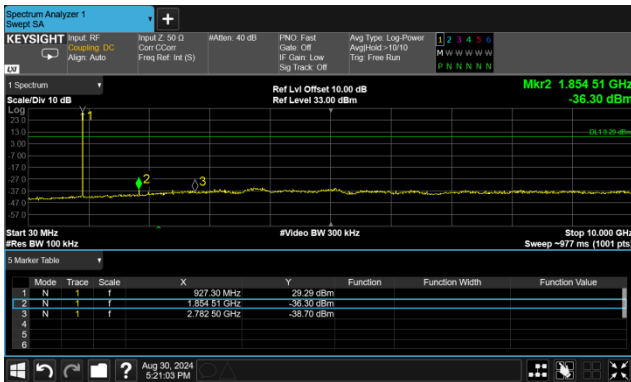 Spectrum Analyzer 1
Swept SA
+
KEYSIGHT Input: RF Input Z: 50 Ω #Atten: 40 dB PNO: Fast Avg Type: Log-Power 1 2 3 4 5 6
Coupling: DC Corr CCorr Gate: Off Avg|Hold:>10/10 M W W W W W
Align: Auto Freq Ref: Int (S) IF Gain: Low Trig: Free Run
LXI Sig Track: Off P N N N N N
1 Spectrum Ref Lvl Offset 10.00 dB Mkr2 1.854 51 GHz
Scale/Div 10 dB Ref Level 33.00 dBm -36.30 dBm
Log
23.0 1
13.0 DL1 9.29 dBm
3.00
-7.00
-17.0
-27.0 2 3
-37.0
-47.0
-57.0
Start 30 MHz #Video BW 300 kHz Stop 10.000 GHz
#Res BW 100 kHz Sweep ~977 ms (1001 pts)
5 Marker Table
Mode Trace Scale X Y Function Function Width Function Value
1 N 1 f 927.30 MHz 29.29 dBm
2 N 1 f 1.854 51 GHz -36.30 dBm
3 N 1 f 2.782 50 GHz -38.70 dBm
4
5
6
? Aug 30, 2024
5:21:03 PM